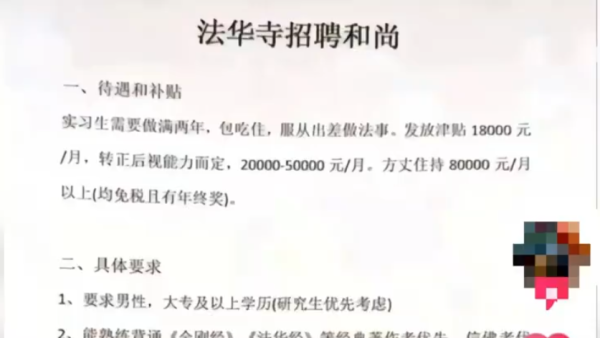 法华寺招聘和尚
一、待遇和补贴
实习生需要做满两年，包吃住，服从出差做法事。发放津贴 18000 元
/月，转正后视能力而定，20000-50000 元/月。方丈住持 80000 元/月
以上(均免税且有年终奖)。
二、具体要求
1、要求男性，大专及以上学历(研究生优先考虑)
2、能熟练背诵《金刚经》《法华经》等经典著作者优先，信佛者优